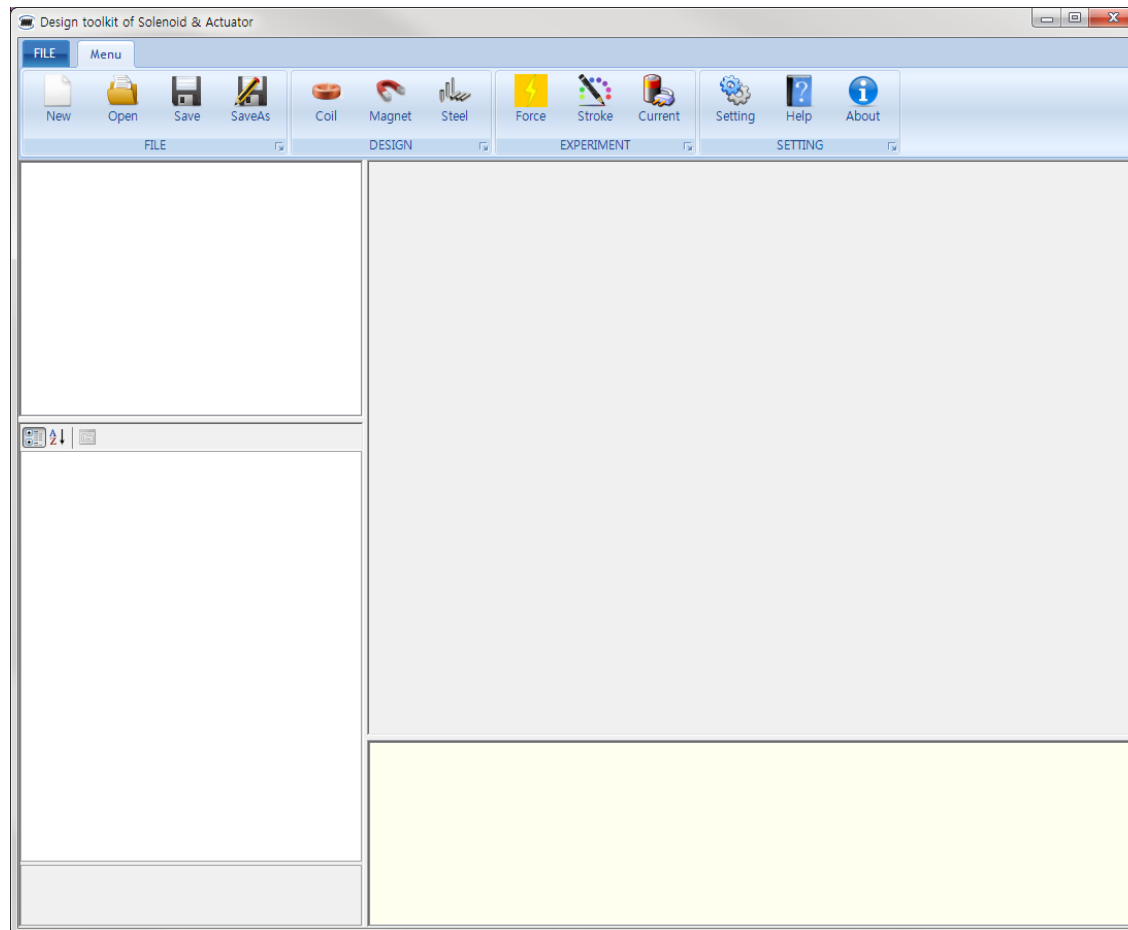 Design toolkit of Solenoid & Actuator
FILE Menu
New Open Save SaveAs Coil Magnet Steel Force Stroke Current Setting Help About
FILE DESIGN EXPERIMENT SETTING